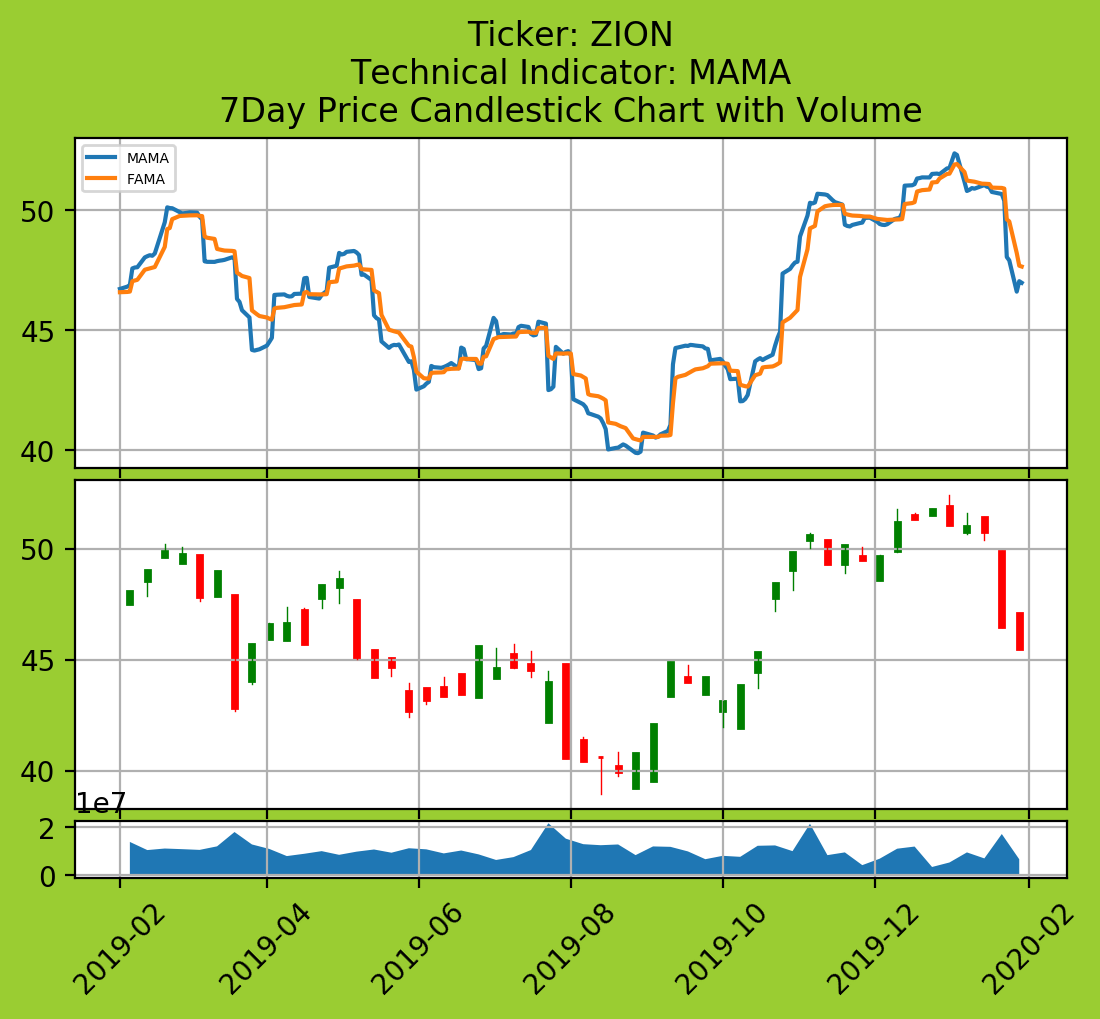 Ticker: ZION
Technical Indicator: MAMA
7Day Price Candlestick Chart with Volume
MAMA
FAMA
50
45
40
50
45
40
1e7
2
0
2019-02
2019-04
2019-06
2019-08
2019-10
2019-12
2020-02